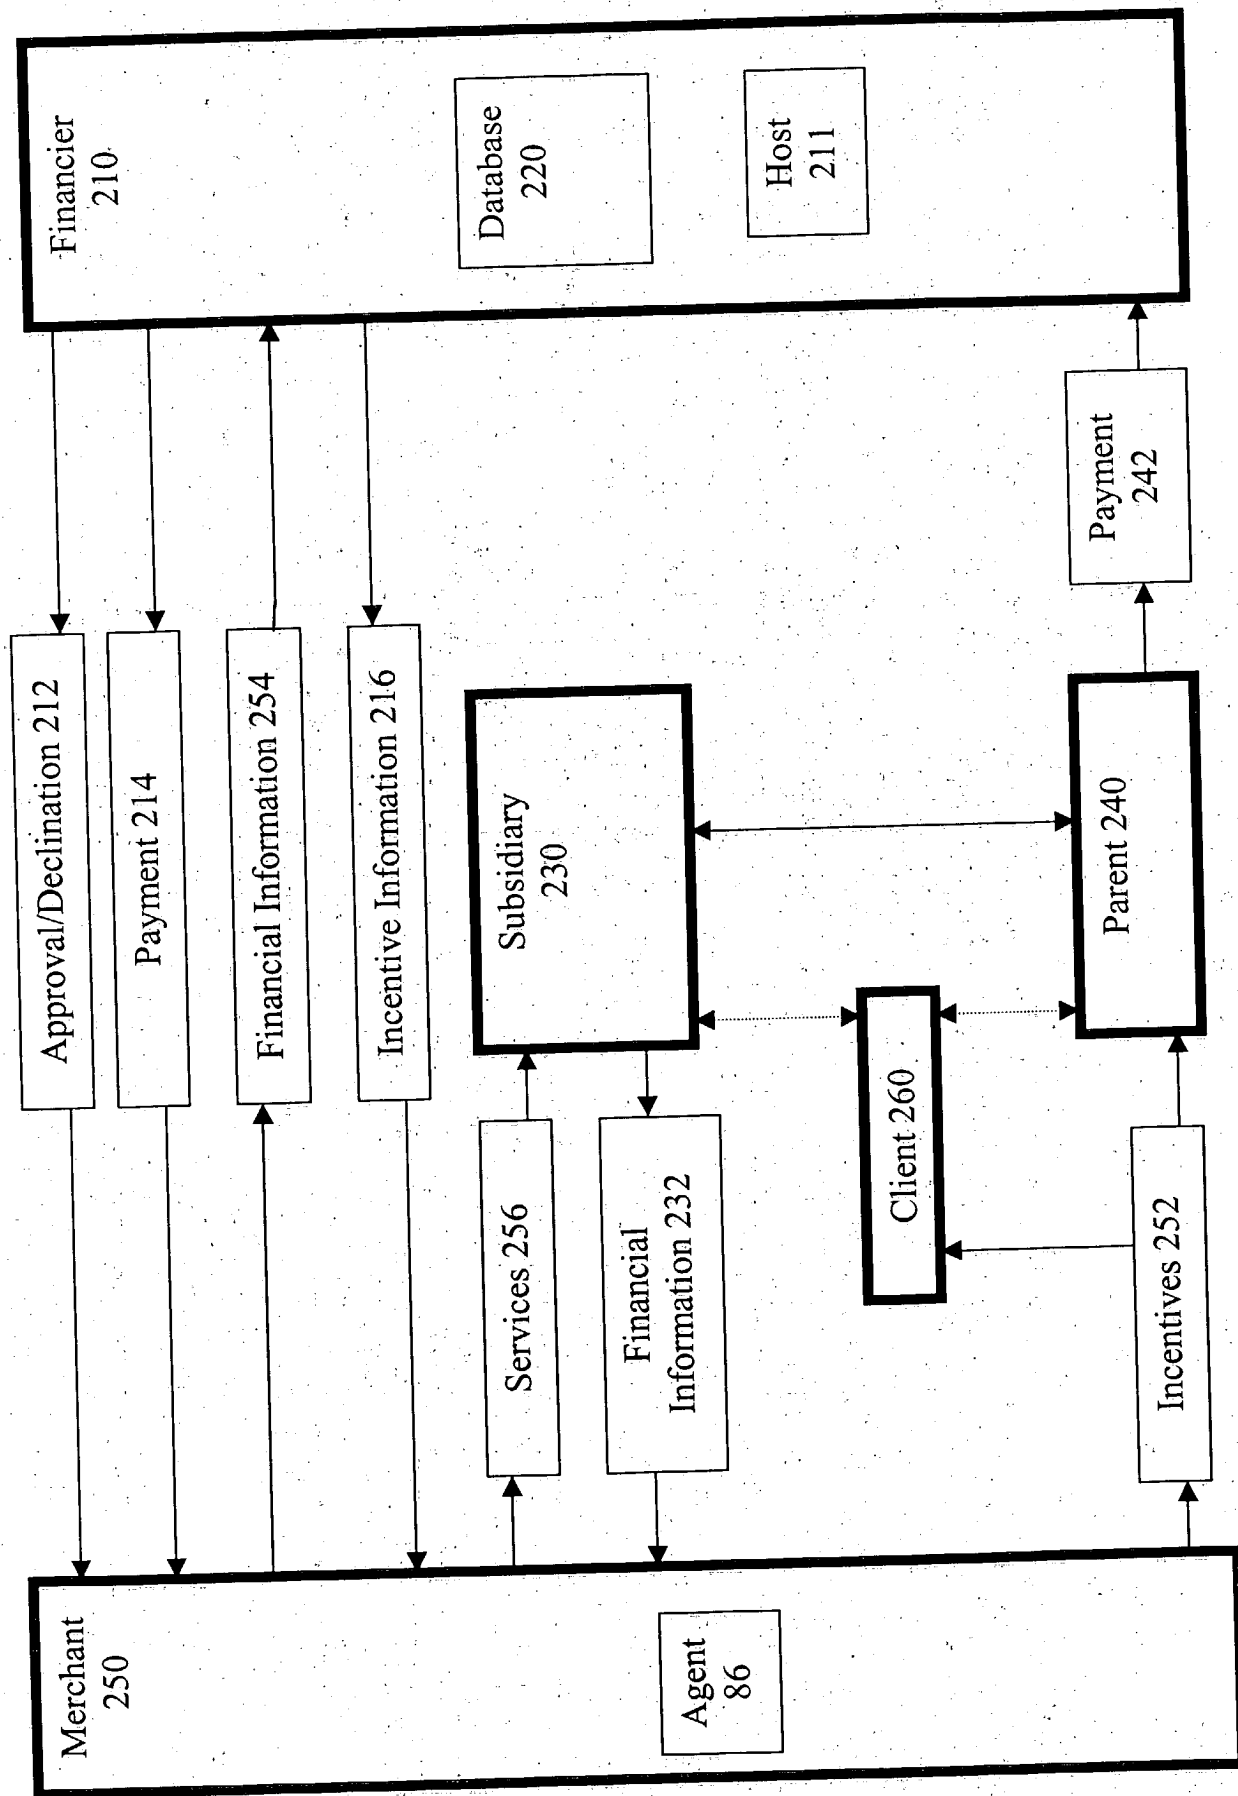 Merchant
250
Agent
86
Approval/Declination 212
Payment 214
Financial Information 254
Incentive Information 216
Services 256
Financial
Information 232
Subsidiary
230
Client 260
Incentives 252
Parent 240
Payment
242
Financier
210
Database
220
Host
211